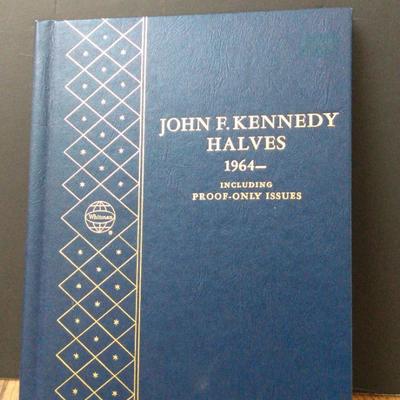 JOHN F. KENNEDY
HALVES
1964—
INCLUDING
PROOF-ONLY ISSUES
Whitman
®